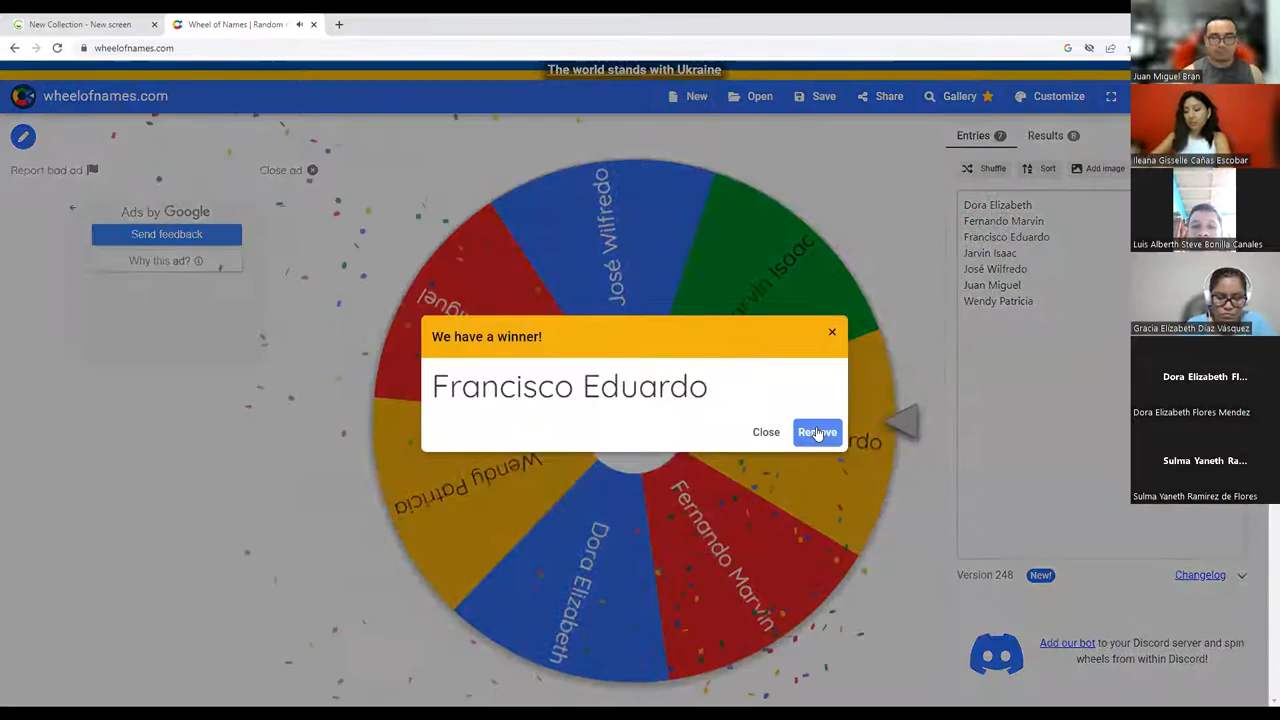 New Collection - New screen
Wheel of Names | Random
wheelofnames.com
The world stands with Ukraine
wheelofnames.com
New
Open
Save
Share
Gallery
Customize
Report bad ad
Close ad
Ads by Google
Send feedback
Why this ad?
Entries 7
Results 8
Shuffle
Sort
Add image
Dora Elizabeth
Fernando Marvin
Francisco Eduardo
Jarvin Isaac
José Wilfredo
Juan Miguel
Wendy Patricia
José Wilfredo
arvin Isaac
rdo
Fernando Marvin
Dora Elizabeth
Wendy Patricia
iguel
We have a winner!
Francisco Eduardo
Close
Remove
Version 248
New!
Changelog
Add our bot to your Discord server and spin
wheels from within Discord!
Juan Miguel Bran
Ileana Gisselle Cañas Escobar
Luis Alberth Steve Bonilla Canales
Gracia Elízabeth Díaz Vásquez
Dora Elizabeth Fl...
Dora Elizabeth Flores Mendez
Sulma Yaneth Ra...
Sulma Yaneth Ramirez de Flores